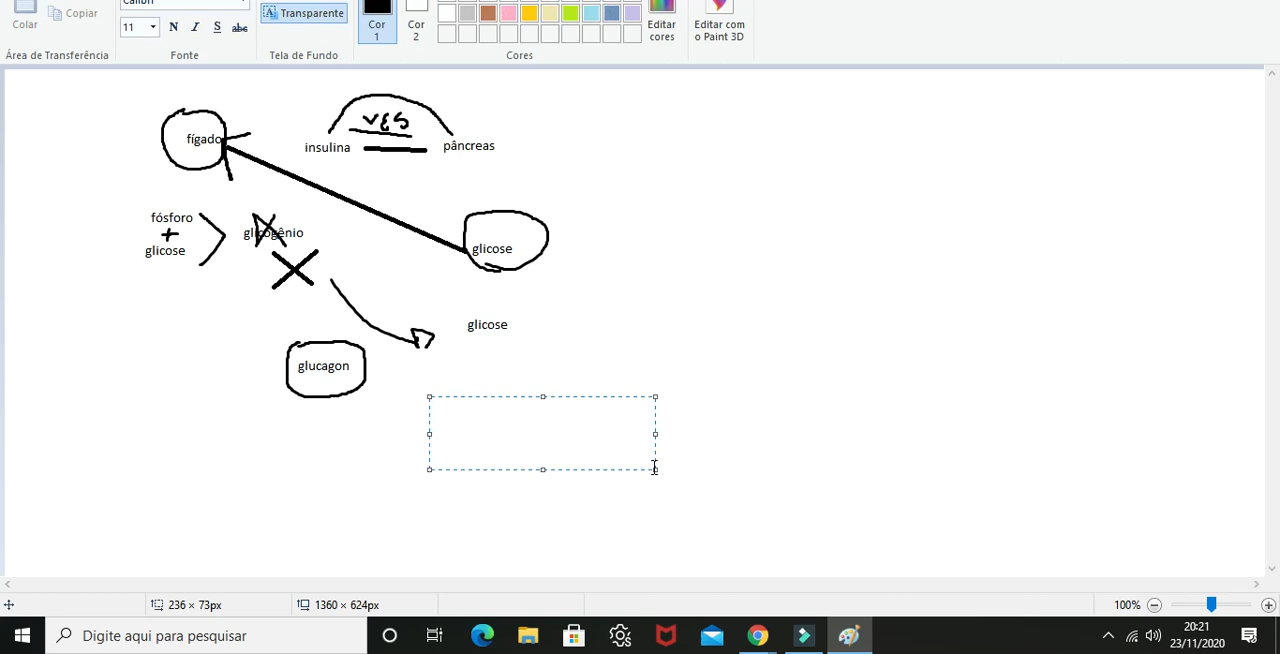 Calibri
Colar
Copiar
Transparente
11
N I S abc
Cor
1
Cor
2
Editar
cores
Editar com
o Paint 3D
Área de Transferência
Fonte
Tela de Fundo
Cores
VES
fígado
insulina
pâncreas
fósforo
+
glicose
glicogênio
glicose
glicose
glucagon
236 × 73px
1360 × 624px
100%
Digite aqui para pesquisar
20:21
23/11/2020